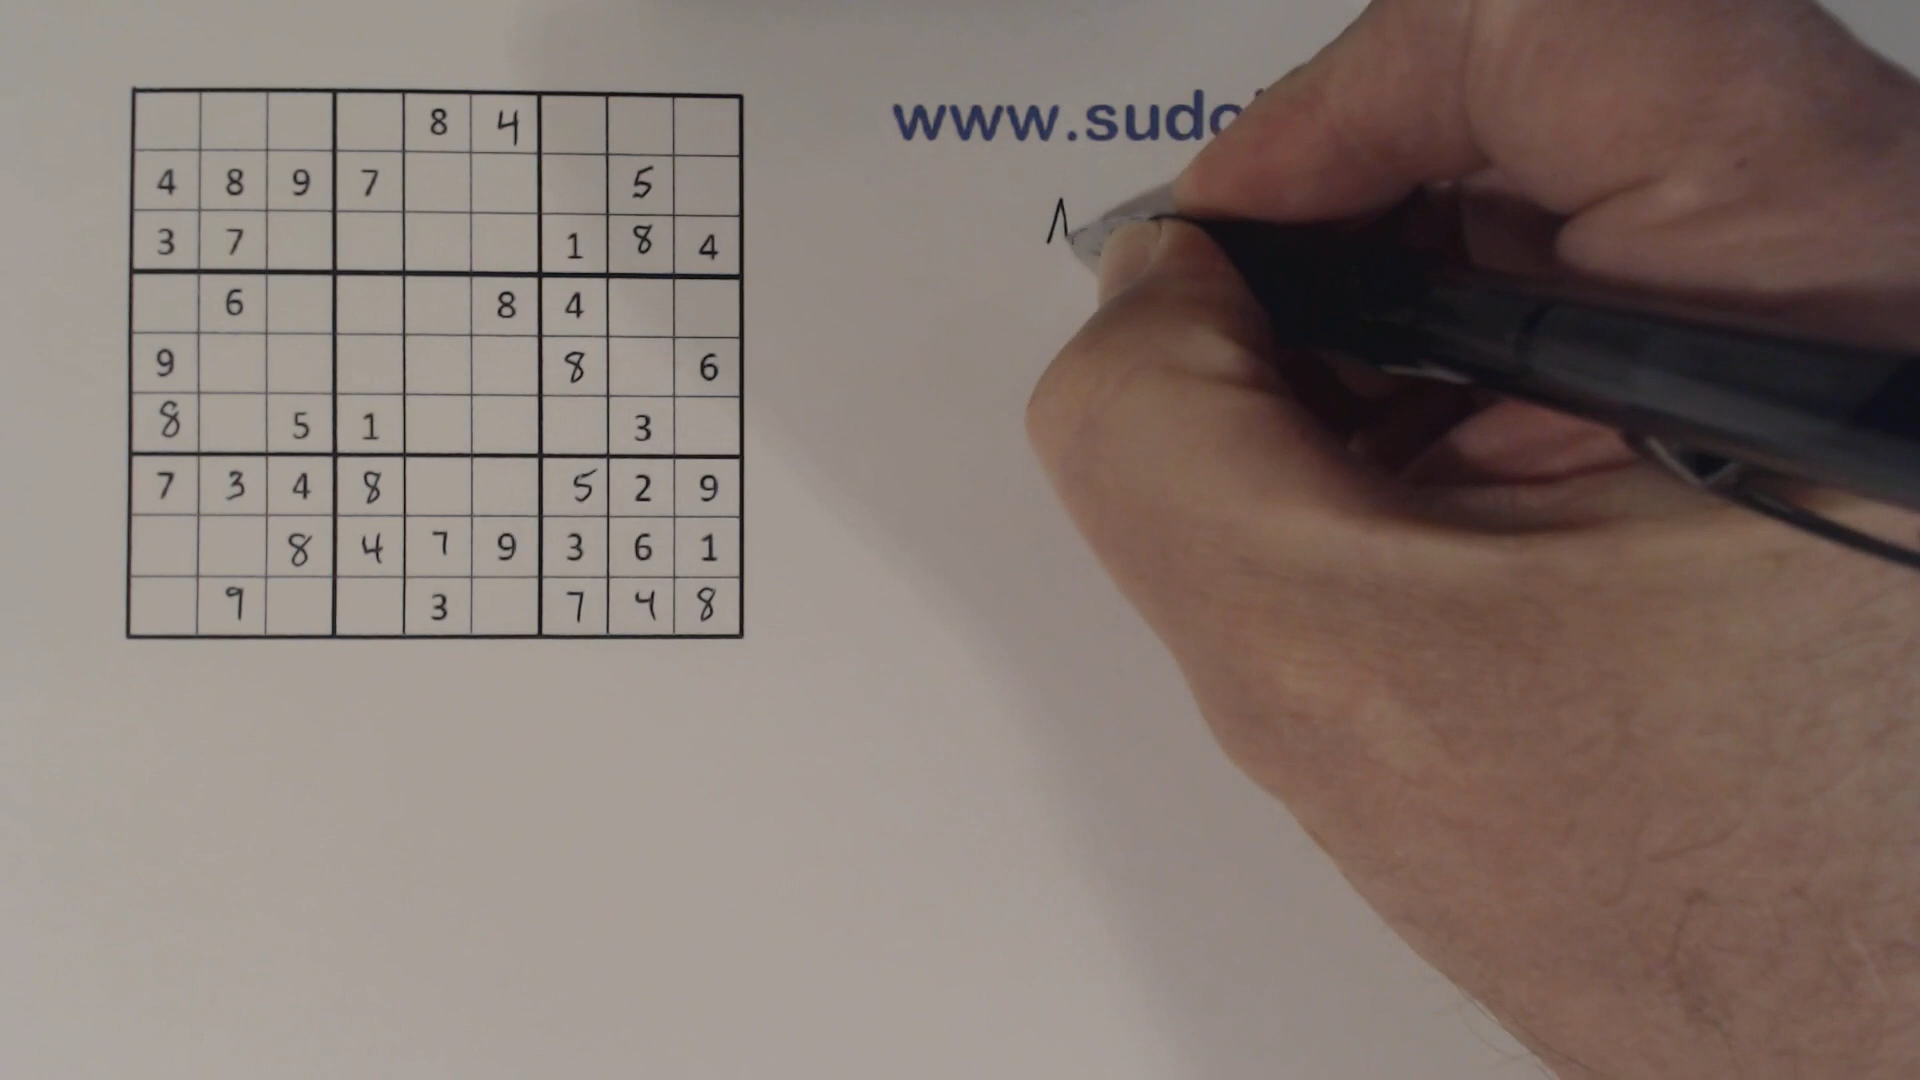 www.sudo
8 4
4 8 9 7 5
3 7 1 8 4
6 8 4
9 8 6
8 5 1 3
7 3 4 8 5 2 9
8 4 7 9 3 6 1
9 3 7 4 8